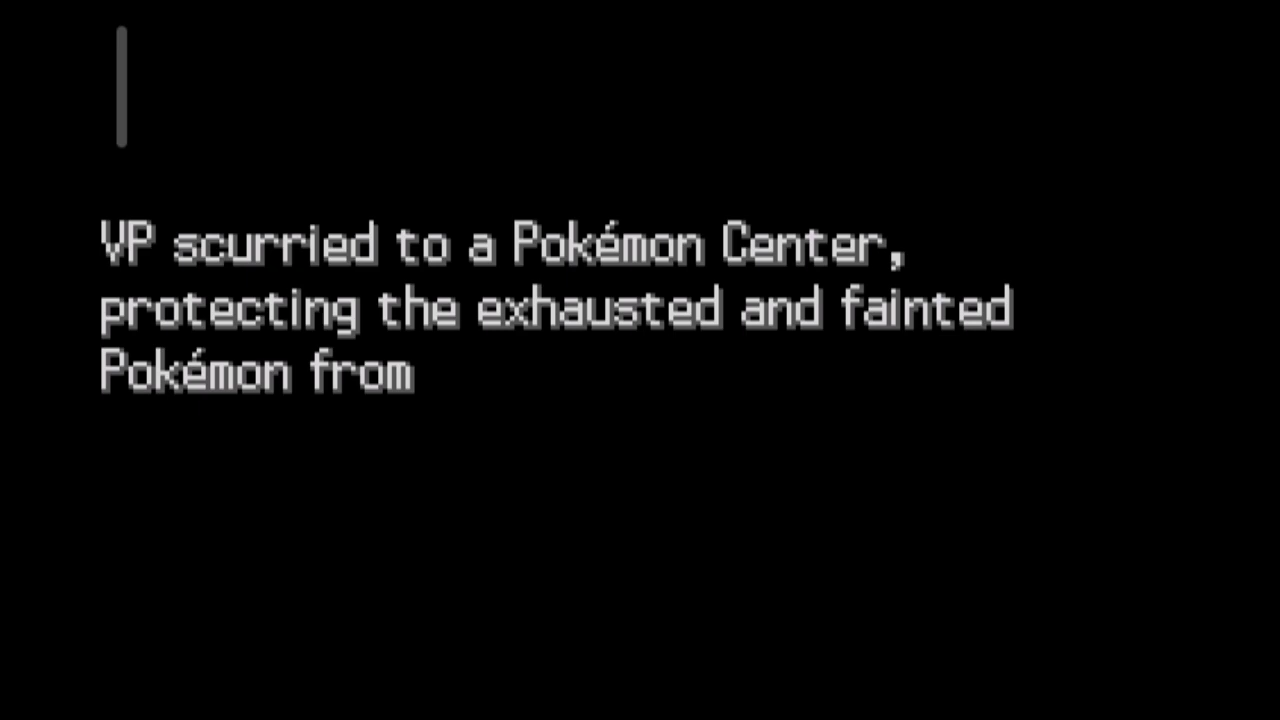 VP scurried to a Pokémon Center,
protecting the exhausted and fainted
Pokémon from